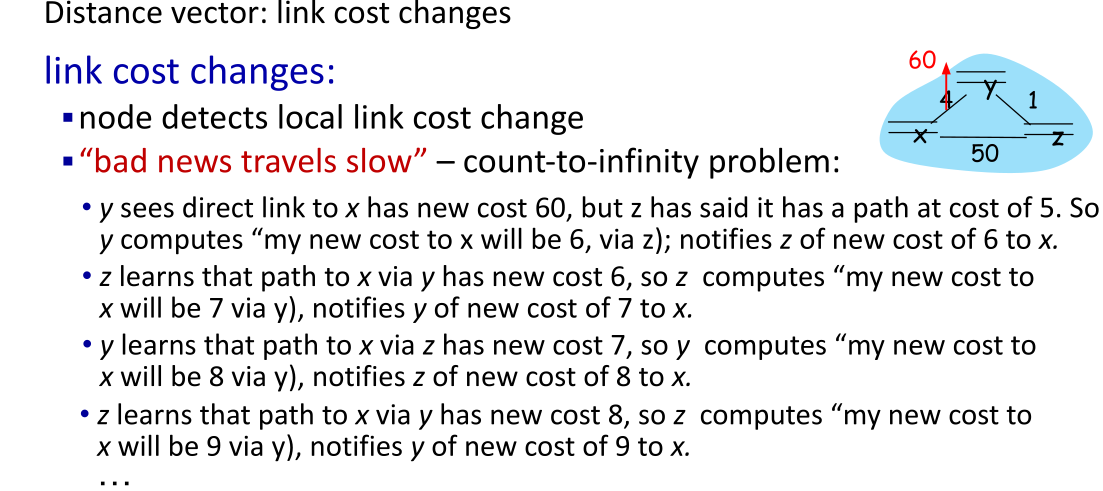 Distance vector: link cost changes
link cost changes:
▪node detects local link cost change
▪“bad news travels slow” – count-to-infinity problem:
• y sees direct link to x has new cost 60, but z has said it has a path at cost of 5. So
y computes “my new cost to x will be 6, via z); notifies z of new cost of 6 to x.
• z learns that path to x via y has new cost 6, so z computes “my new cost to
x will be 7 via y), notifies y of new cost of 7 to x.
• y learns that path to x via z has new cost 7, so y computes “my new cost to
x will be 8 via y), notifies z of new cost of 8 to x.
• z learns that path to x via y has new cost 8, so z computes “my new cost to
x will be 9 via y), notifies y of new cost of 9 to x.
…
60
y
4
1
x
z
50